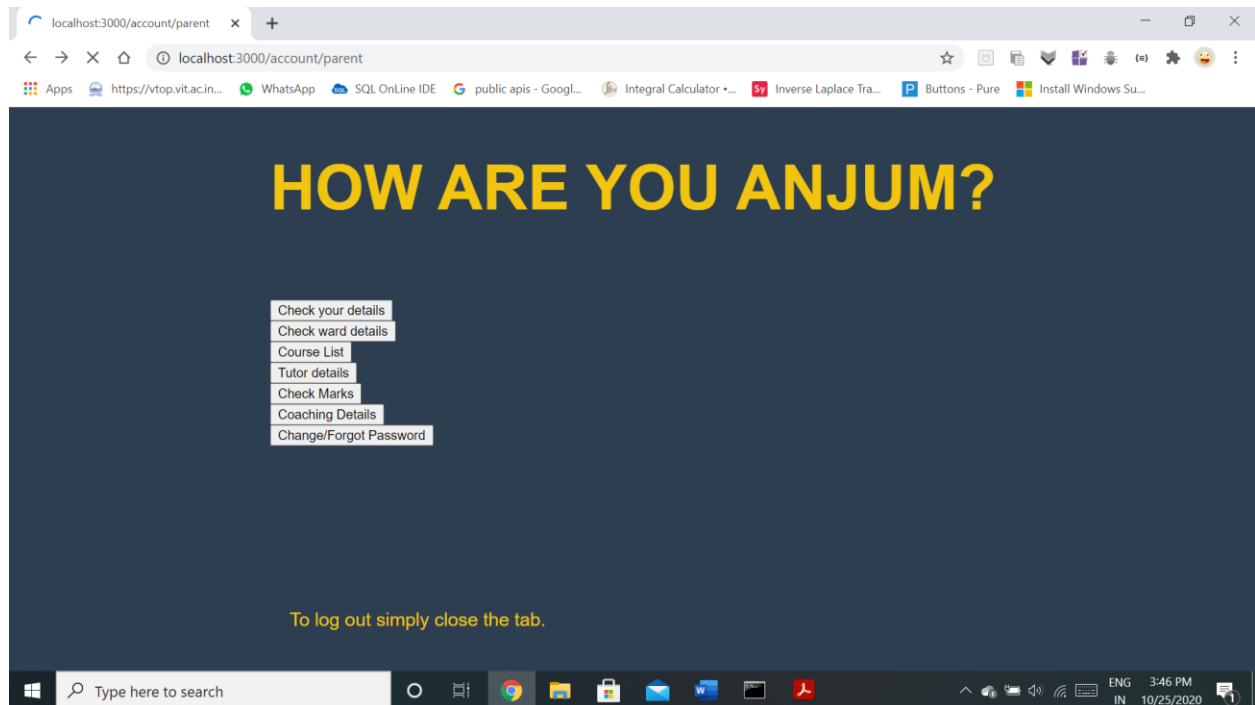 localhost:3000/account/parent
localhost:3000/account/parent
Apps https://vtop.vit.ac.in... WhatsApp SQL OnLine IDE public apis - Googl... Integral Calculator •... Sy Inverse Laplace Tra... P Buttons - Pure Install Windows Su...
HOW ARE YOU ANJUM?
Check your details
Check ward details
Course List
Tutor details
Check Marks
Coaching Details
Change/Forgot Password
To log out simply close the tab.
Type here to search
ENG
IN
3:46 PM
10/25/2020
1